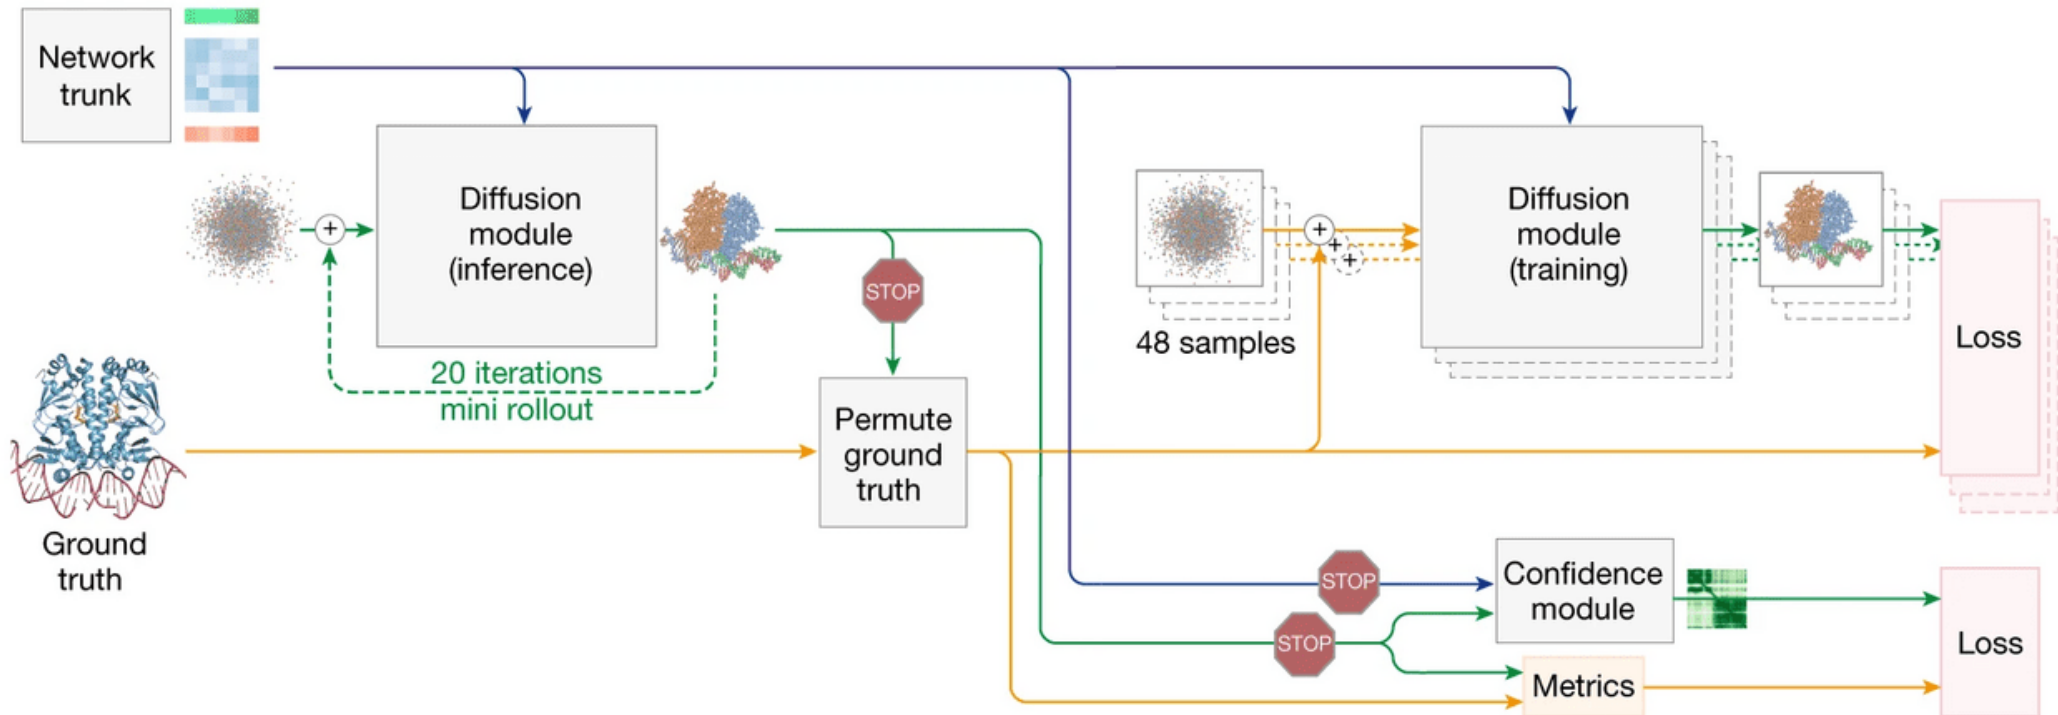 Network
trunk
Diffusion
module
(inference)
20 iterations
mini rollout
STOP
Ground
truth
Permute
ground
truth
48 samples
Diffusion
module
(training)
Loss
STOP
STOP
Confidence
module
Metrics
Loss